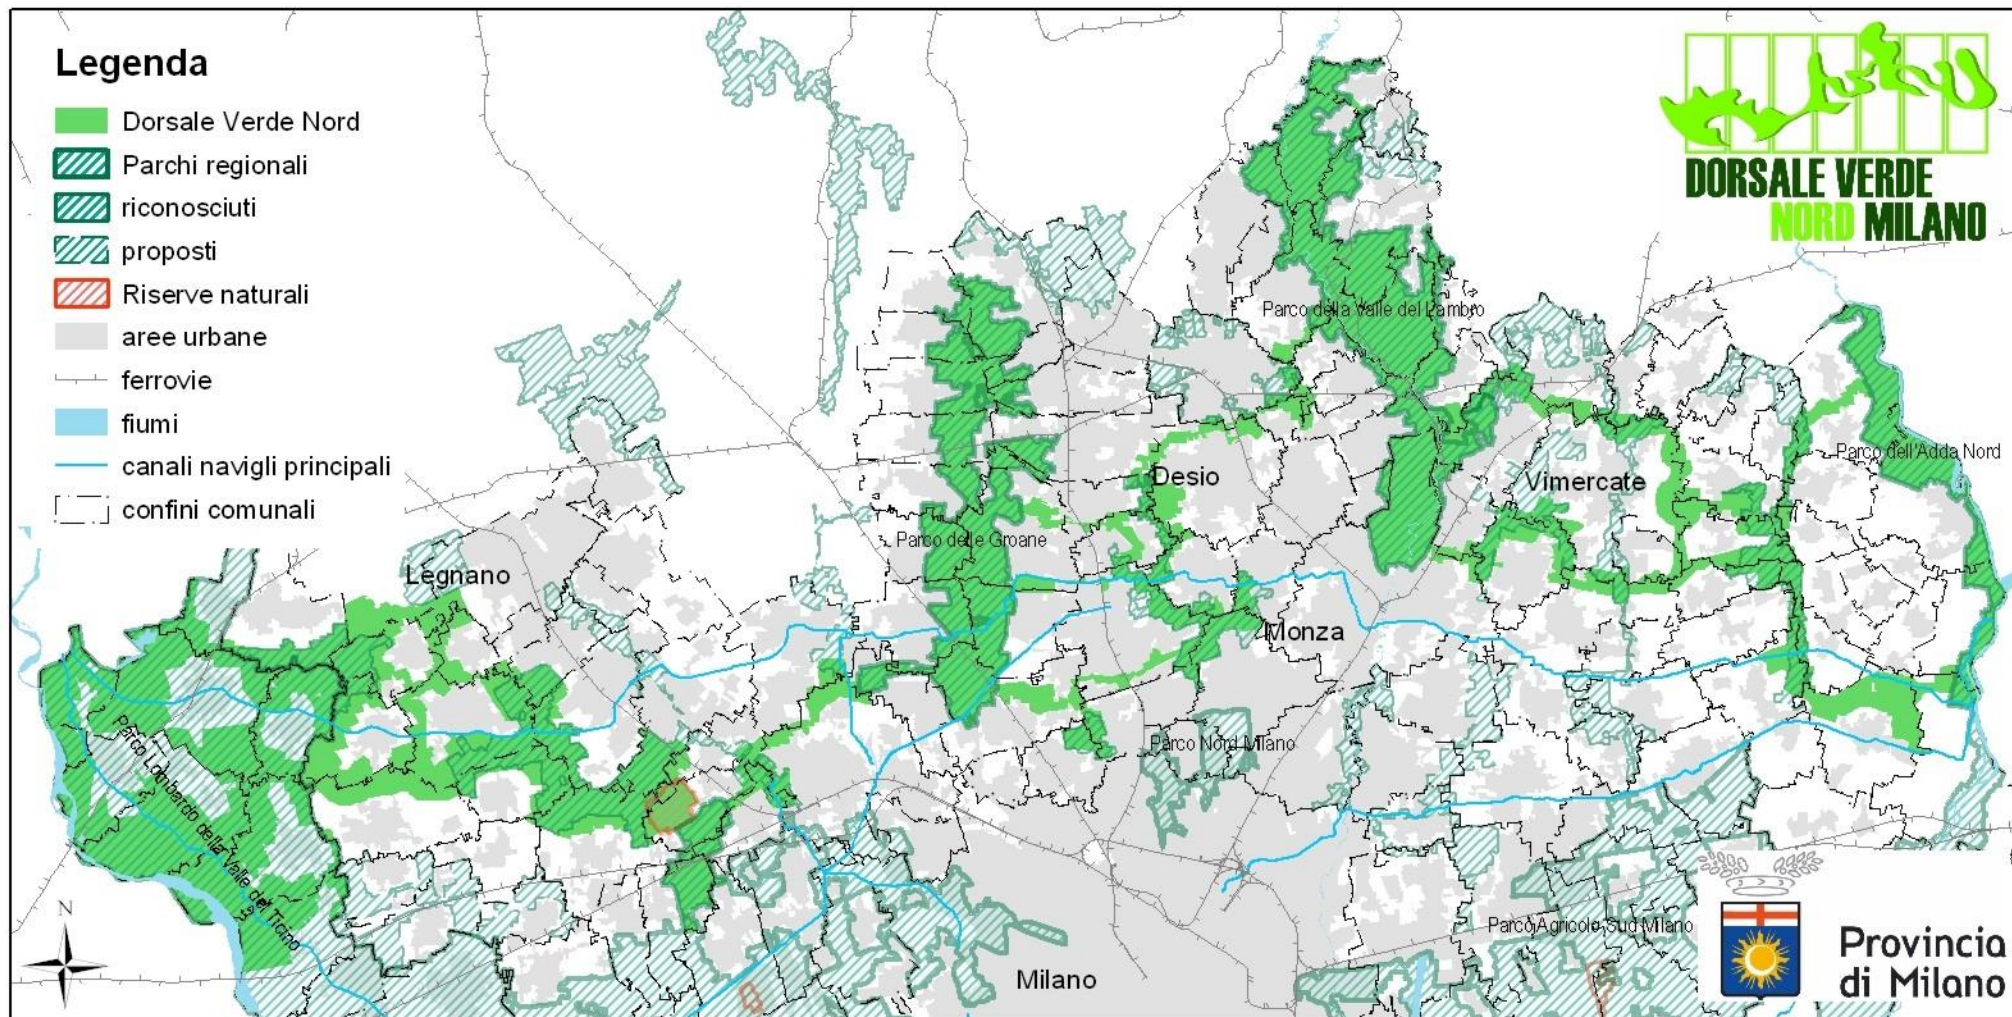 Legenda
Dorsale Verde Nord
Parchi regionali
riconosciuti
proposti
Riserve naturali
aree urbane
ferrovie
fiumi
canali navigli principali
confini comunali
DORSALE VERDE
NORD MILANO
Parco della Valle del Lambro
Parco dell'Adda Nord
Desio
Vimercate
Parco delle Groane
Legnano
Monza
Parco Lombardo della Valle del Ticino
Parco Nord Milano
N
Parco Agricolo Sud Milano
Milano
Provincia
di Milano